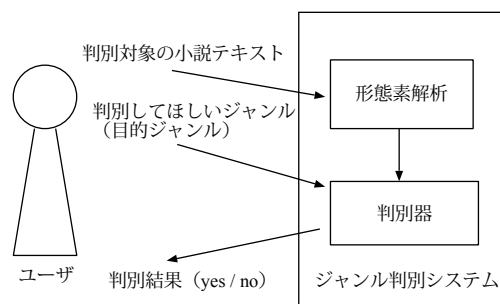 判別対象の小説テキスト
形態素解析
判別してほしいジャンル
（目的ジャンル）
判別器
ユーザ
判別結果（yes / no）
ジャンル判別システム